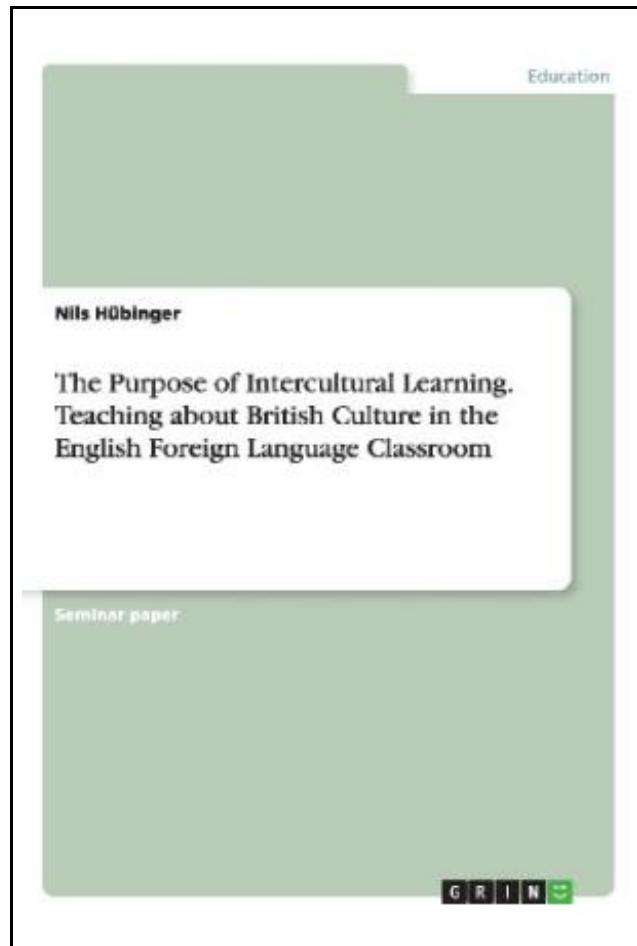 Education
Nils Hübinger
The Purpose of Intercultural Learning.
Teaching about British Culture in the
English Foreign Language Classroom
Seminar paper
GRIN